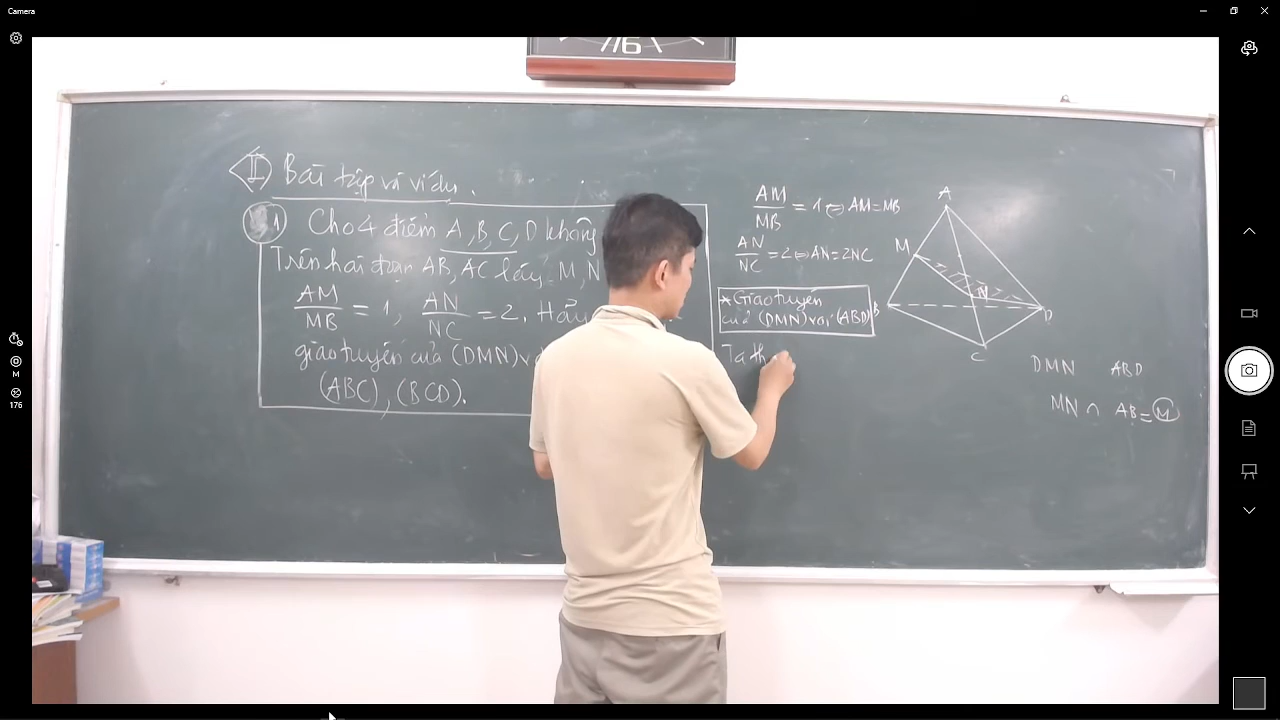 Camera
16
II Bài tập và ví dụ.
1 Cho 4 điểm A, B, C, D không
Trên hai đoạn AB, AC lấy M, N
AM/MB = 1, AN/NC = 2. Hãy
giao tuyến của (DMN) v
(ABC), (BCD).
AM/MB = 1 ⇔ AM = MB
AN/NC = 2 ⇔ AN = 2NC
* Giao tuyến
của (DMN) với (ABD)
Ta th
A
M
N
B
D
C
DMN ABD
MN ∩ AB = M
M
176